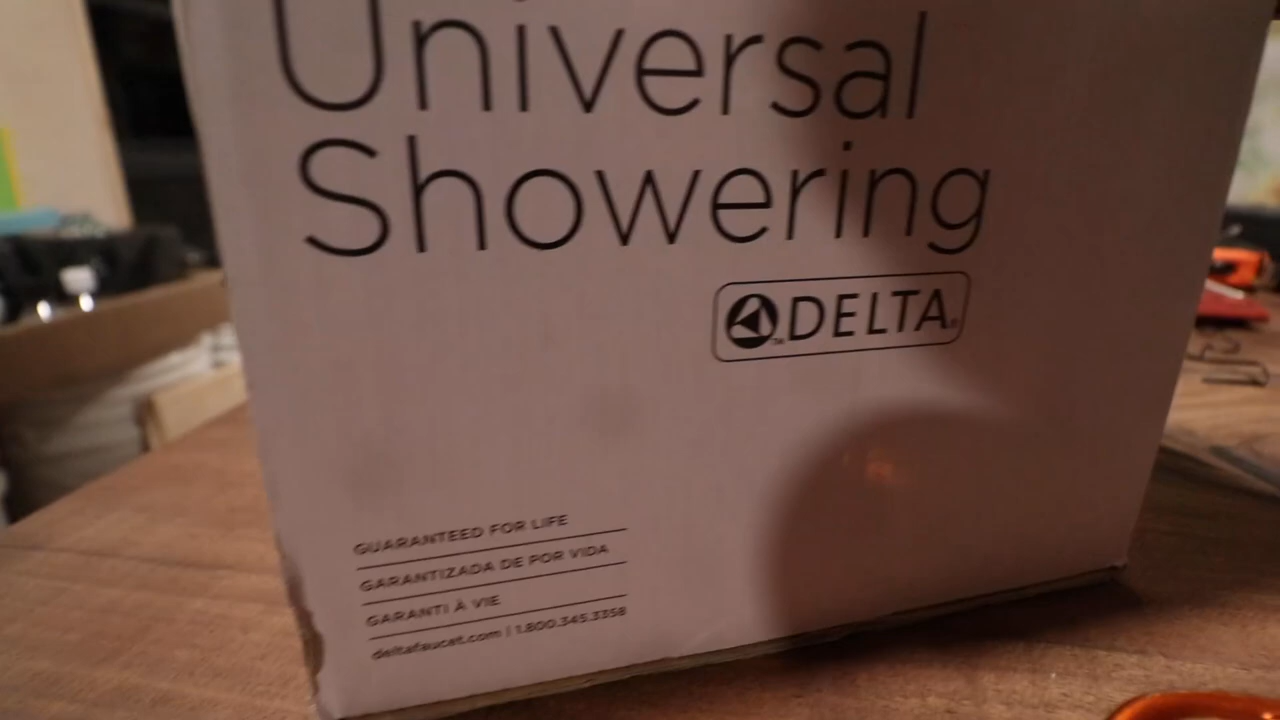 Universal
Showering
DELTA
GUARANTEED FOR LIFE
GARANTIZADA DE POR VIDA
GARANTI À VIE
deltafaucet.com | 1.800.345.3358